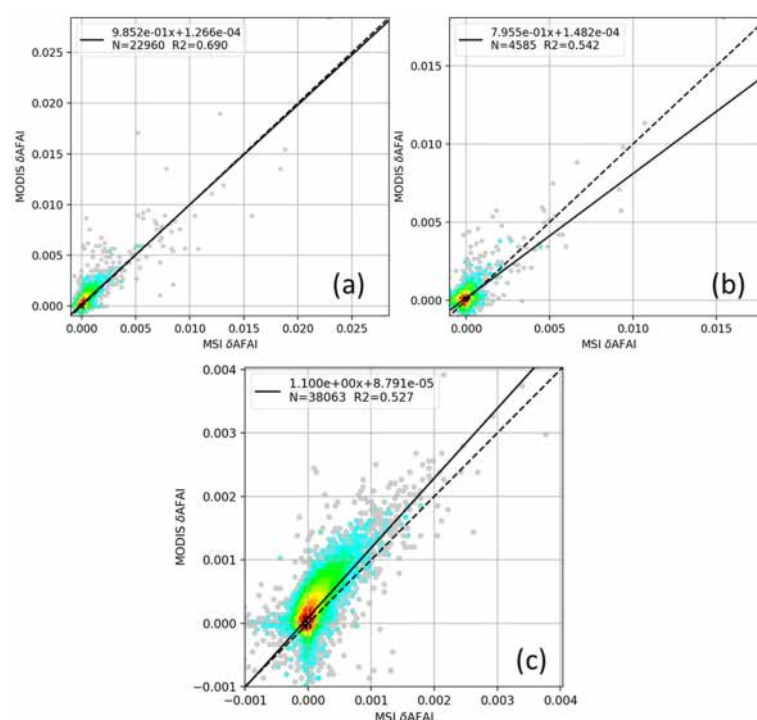 9.852e-01x+1.266e-04
N=22960 R2=0.690
0.025
0.020
0.015
0.010
0.005
0.000
MODIS δAFAI
(a)
0.000 0.005 0.010 0.015 0.020 0.025
MSI δAFAI
7.955e-01x+1.482e-04
N=4585 R2=0.542
0.015
0.010
0.005
0.000
MODIS δAFAI
(b)
0.000 0.005 0.010 0.015
MSI δAFAI
1.100e+00x+8.791e-05
N=38063 R2=0.527
0.004
0.003
0.002
0.001
0.000
−0.001
MODIS δAFAI
(c)
−0.001 0.000 0.001 0.002 0.003 0.004
MSI δAFAI